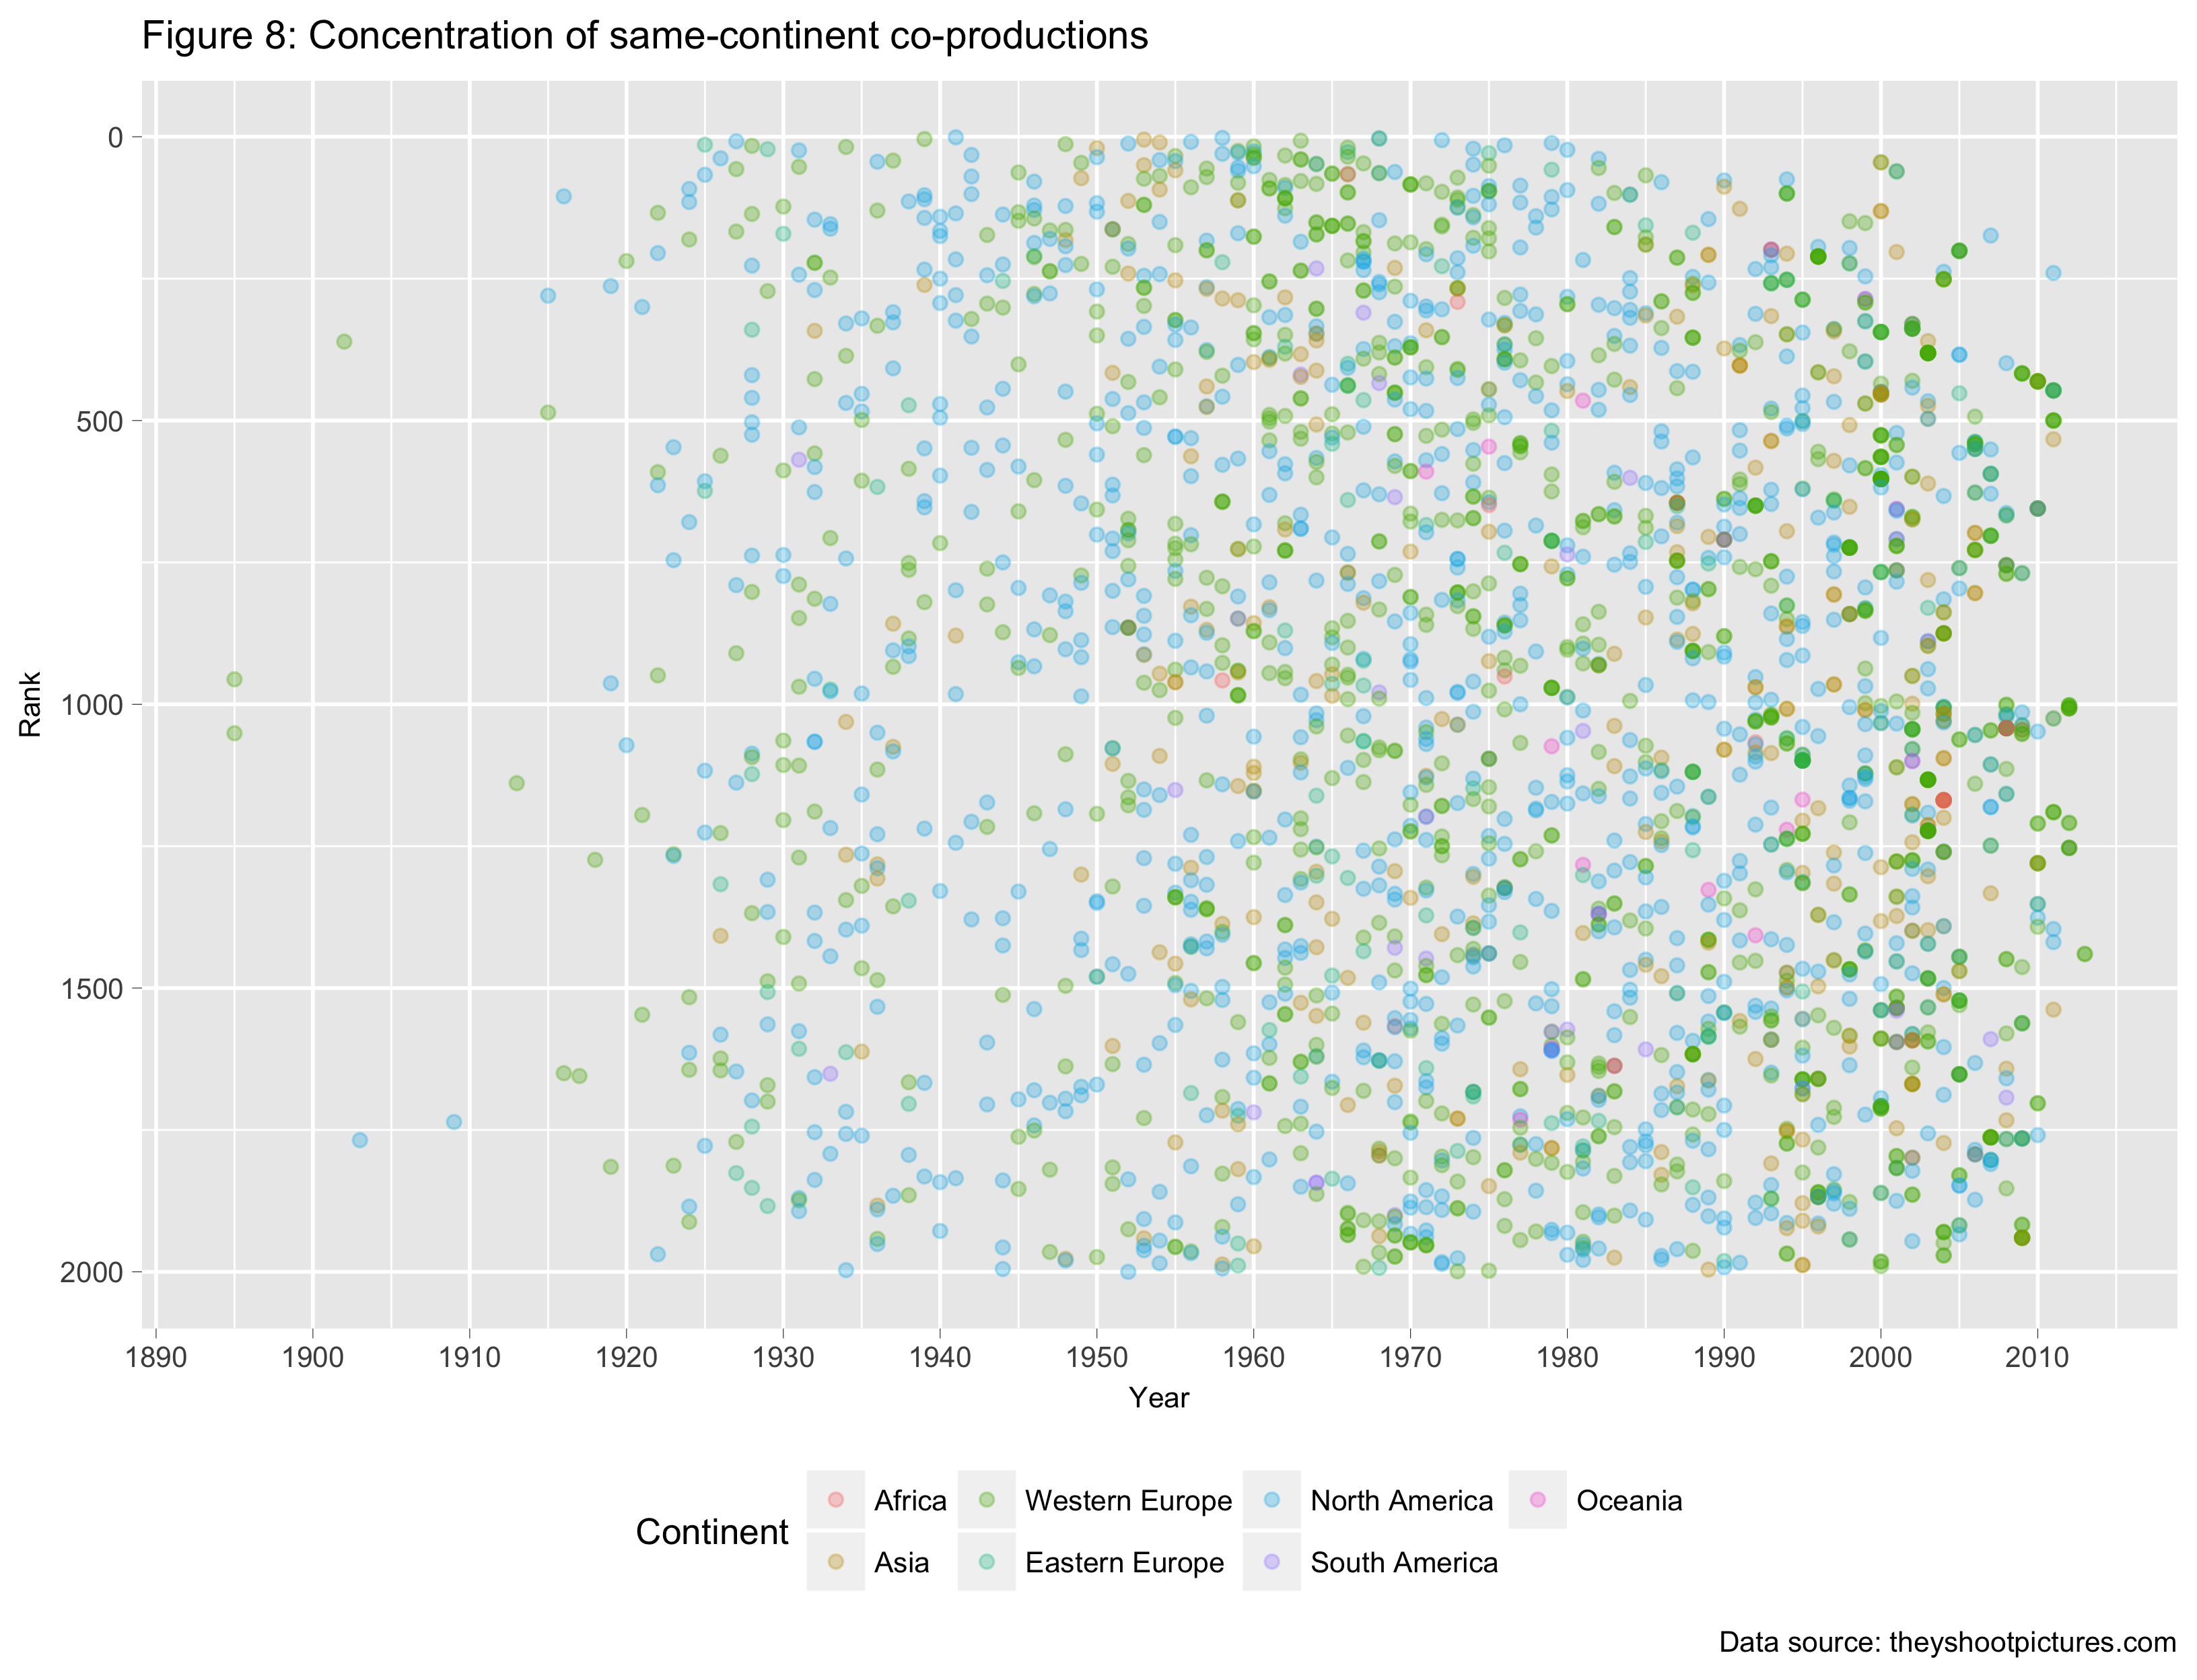 Figure 8: Concentration of same-continent co-productions
Rank
0
500
1000
1500
2000
1890 1900 1910 1920 1930 1940 1950 1960 1970 1980 1990 2000 2010
Year
Continent
Africa Western Europe North America Oceania
Asia Eastern Europe South America
Data source: theyshootpictures.com